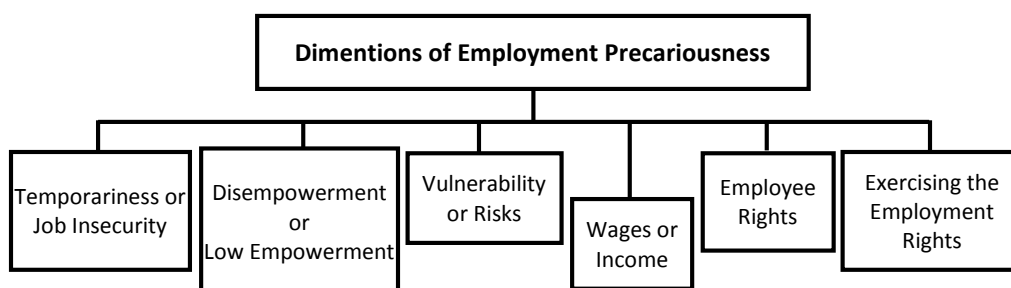 Dimentions of Employment Precariousness
Temporariness or
Job Insecurity
Disempowerment
or
Low Empowerment
Vulnerability
or Risks
Wages or
Income
Employee
Rights
Exercising the
Employment
Rights